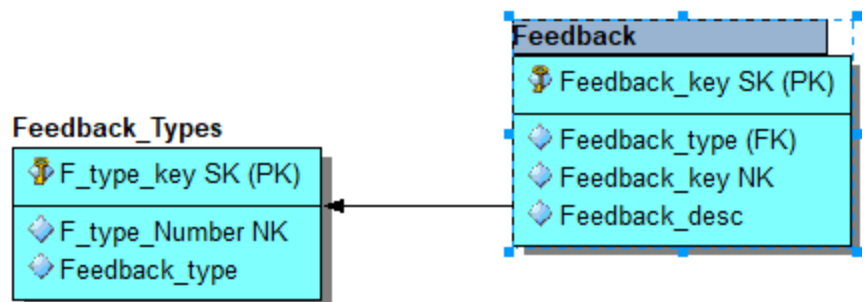 Feedback
Feedback_key SK (PK)
Feedback_type (FK)
Feedback_key NK
Feedback_desc
Feedback_Types
F_type_key SK (PK)
F_type_Number NK
Feedback_type